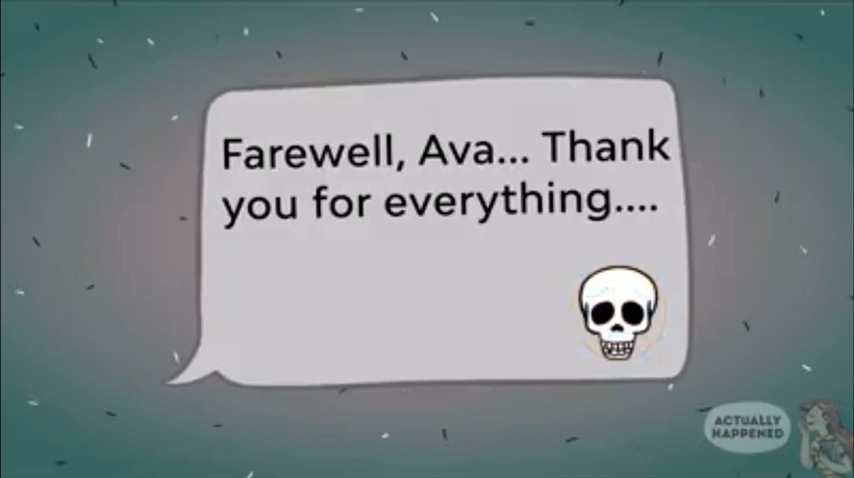 Farewell, Ava... Thank
you for everything....
ACTUALLY
HAPPENED